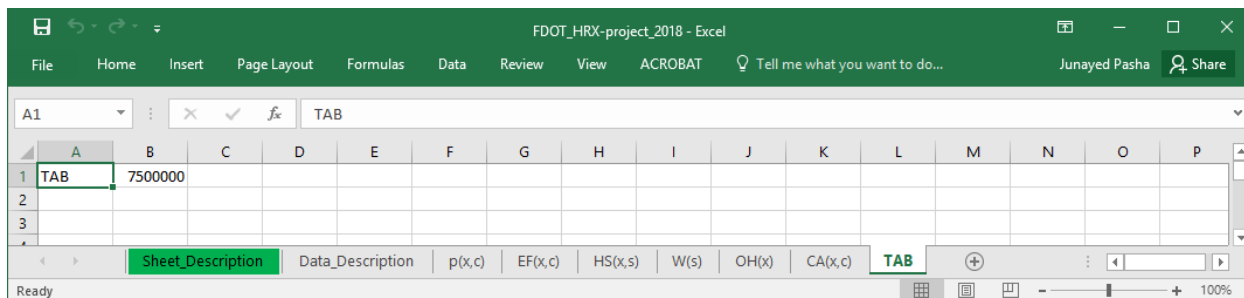 FDOT_HRX-project_2018 - Excel
File Home Insert Page Layout Formulas Data Review View ACROBAT Tell me what you want to do... Junayed Pasha Share
A1 fx TAB
A B C D E F G H I J K L M N O P
1 TAB 7500000
2
3
Sheet_Description Data_Description p(x,c) EF(x,c) HS(x,s) W(s) OH(x) CA(x,c) TAB
Ready 100%